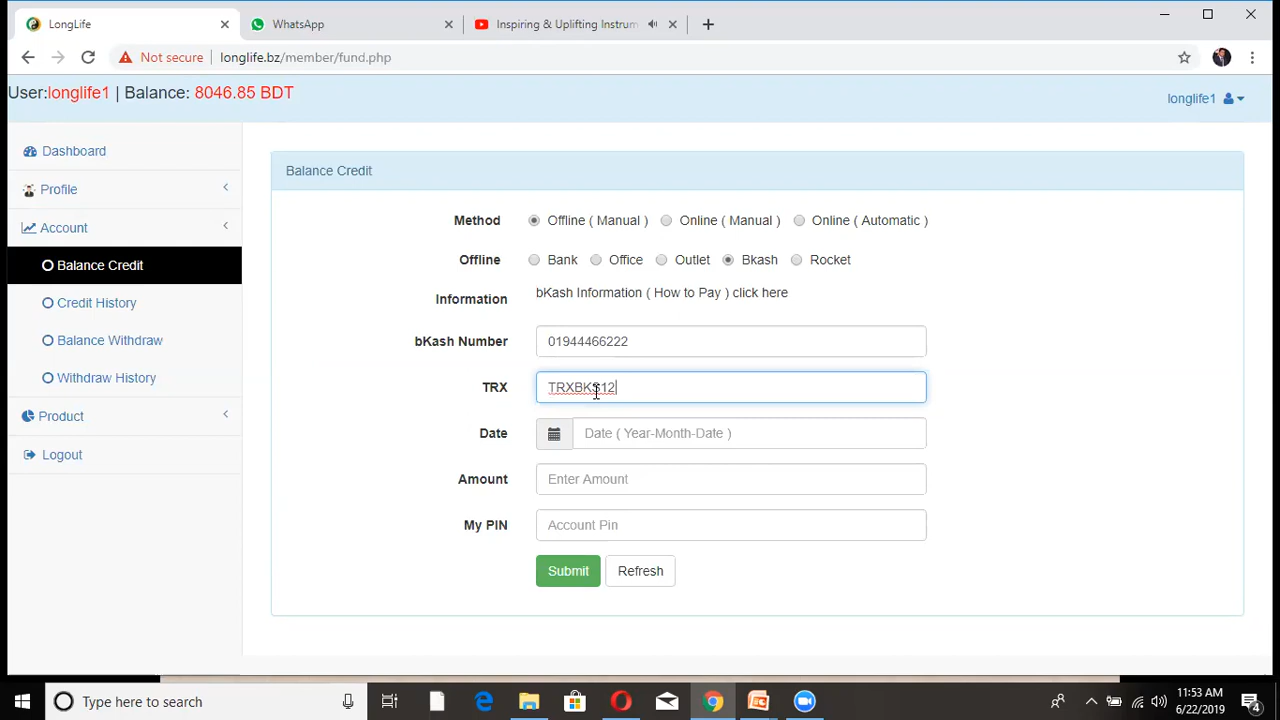 LongLife
WhatsApp
Inspiring & Uplifting Instrum
Not secure | longlife.bz/member/fund.php
User:longlife1 | Balance: 8046.85 BDT
longlife1
Dashboard
Profile
Account
Balance Credit
Credit History
Balance Withdraw
Withdraw History
Product
Logout
Balance Credit
Method Offline ( Manual ) Online ( Manual ) Online ( Automatic )
Offline Bank Office Outlet Bkash Rocket
Information bKash Information ( How to Pay ) click here
bKash Number 01944466222
TRX TRXBKS12
Date Date ( Year-Month-Date )
Amount Enter Amount
My PIN Account Pin
Submit Refresh
Type here to search
11:53 AM
6/22/2019
4